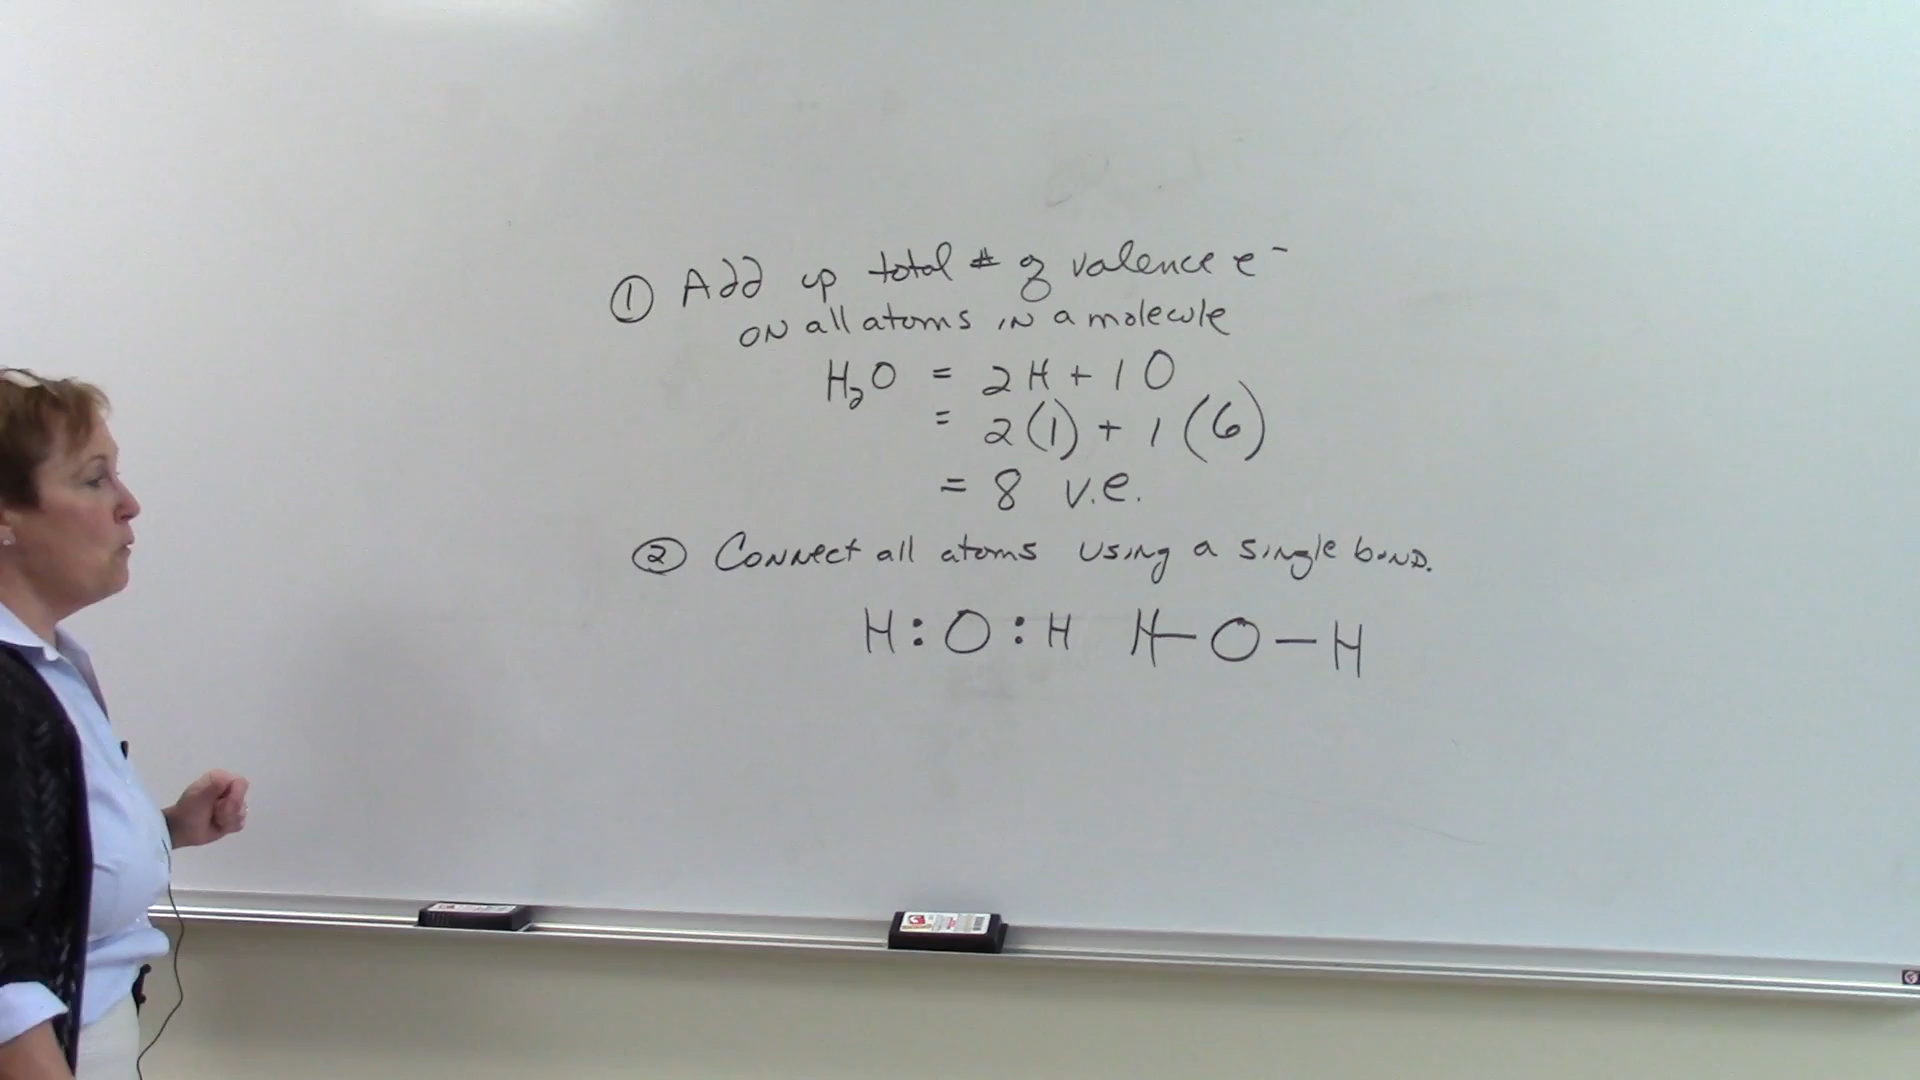 ① Add up total # of valence e⁻
ON all atoms IN a molecule
H₂O = 2H + 1O
= 2(1) + 1(6)
= 8 v.e.
② CONNect all atoms using a single bond.
H:O:H H—O—H